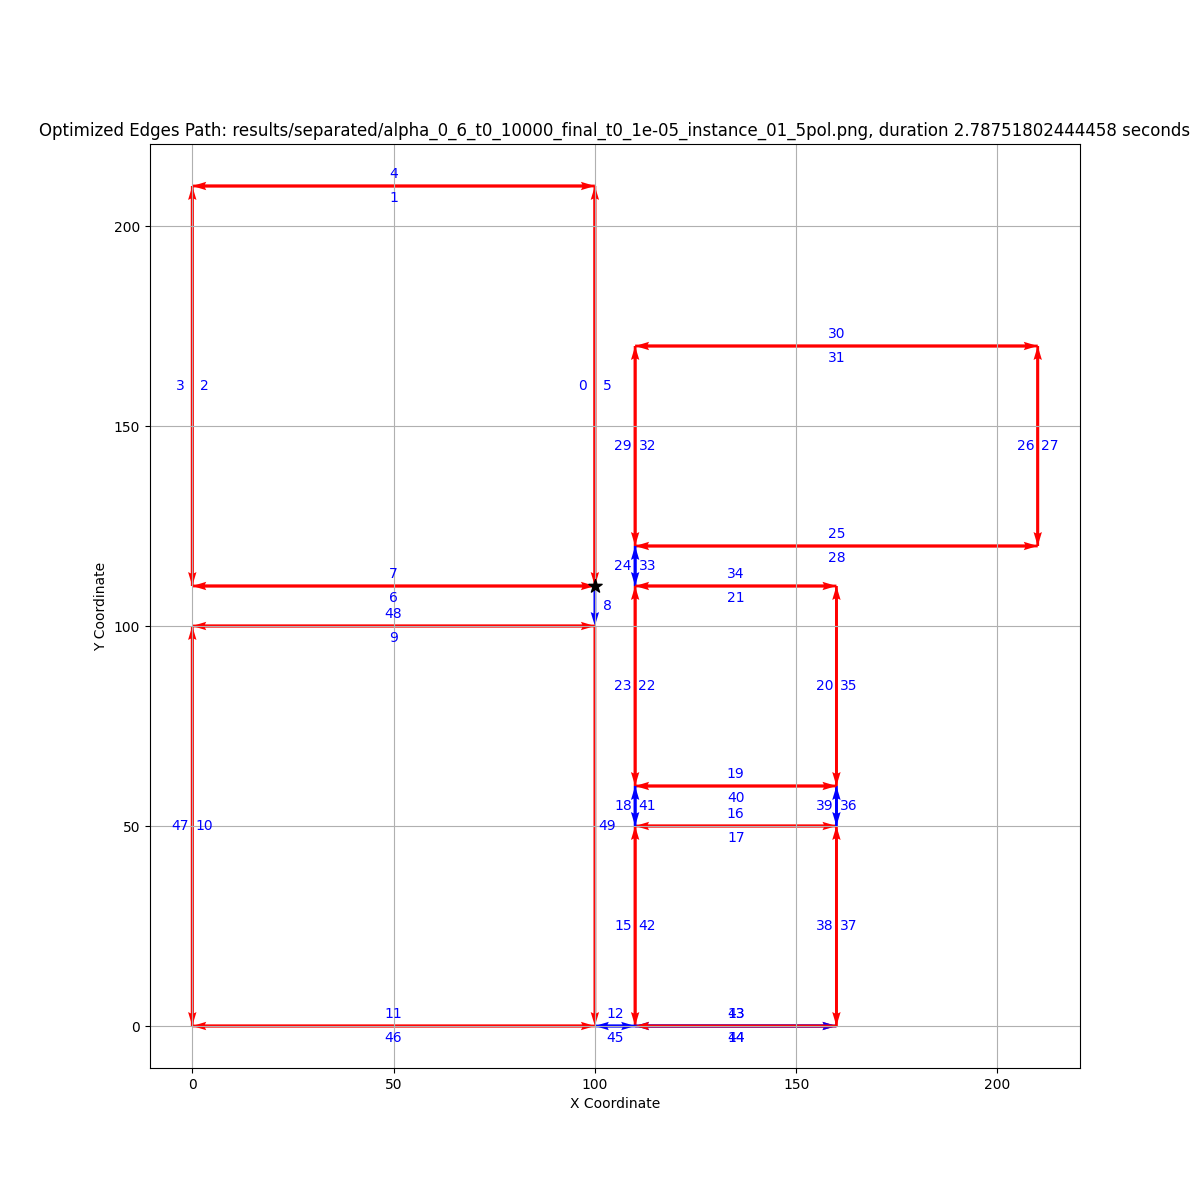 Optimized Edges Path: results/separated/alpha_0_6_t0_10000_final_t0_1e-05_instance_01_5pol.png, duration 2.78751802444458 seconds
4
1
200
30
31
150
3 2 0 5
29 32 26 27
25
24 33 28
7 34
6 8 21
48
100
9
23 22 20 35
19
40
18 41 39 36
16
50
47 10 49 17
15 42 38 37
11 12 13
0
46 45 14
0 50 100 150 200
X Coordinate
Y Coordinate